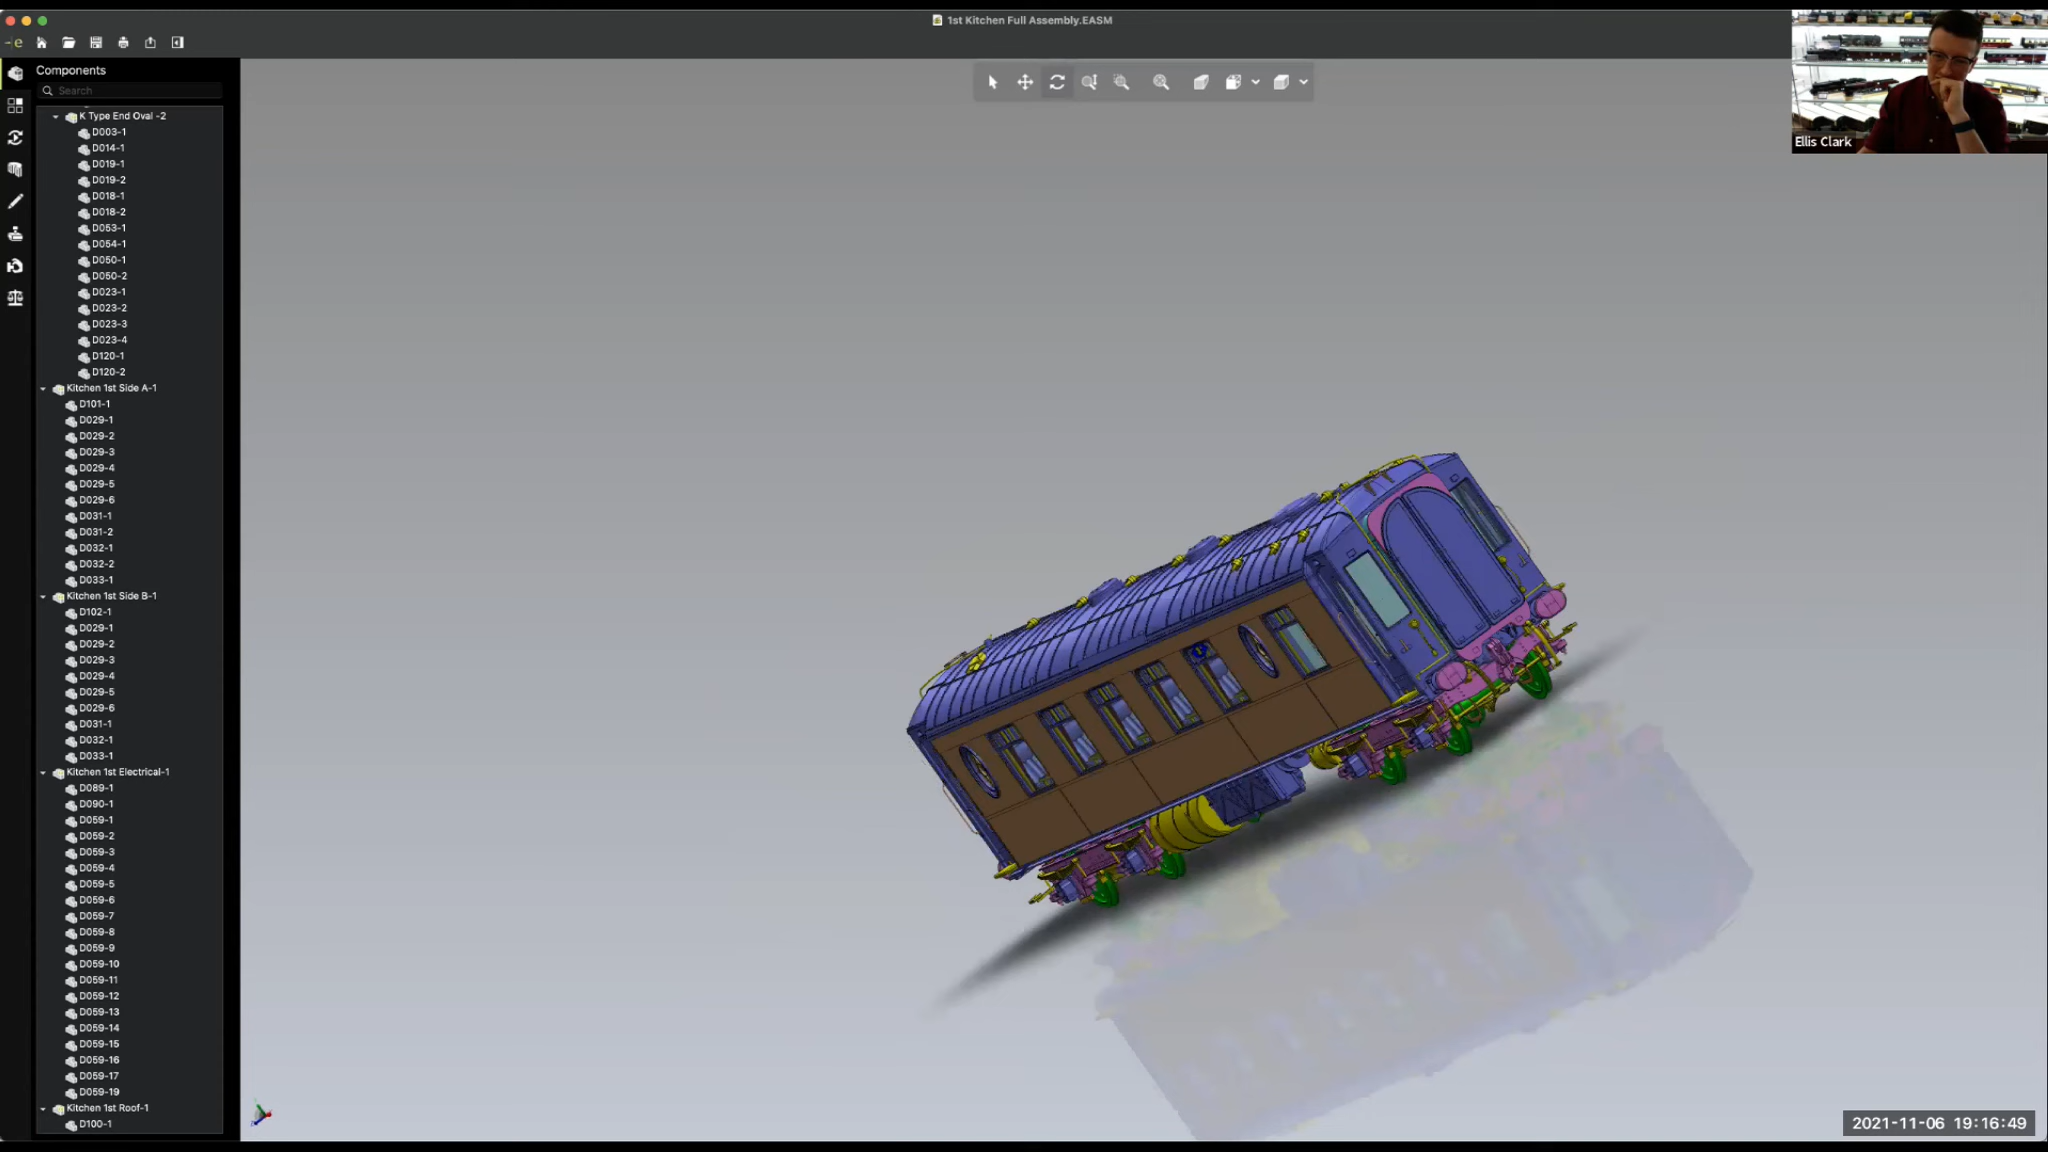 1st Kitchen Full Assembly.EASM
e
Components
Search
K Type End Oval -2
D003-1
D014-1
D019-1
D019-2
D018-1
D018-2
D053-1
D054-1
D050-1
D050-2
D023-1
D023-2
D023-3
D023-4
D120-1
D120-2
Kitchen 1st Side A-1
D101-1
D029-1
D029-2
D029-3
D029-4
D029-5
D029-6
D031-1
D031-2
D032-1
D032-2
D033-1
Kitchen 1st Side B-1
D102-1
D029-1
D029-2
D029-3
D029-4
D029-5
D029-6
D031-1
D032-1
D033-1
Kitchen 1st Electrical-1
D089-1
D090-1
D059-1
D059-2
D059-3
D059-4
D059-5
D059-6
D059-7
D059-8
D059-9
D059-10
D059-11
D059-12
D059-13
D059-14
D059-15
D059-16
D059-17
D059-19
Kitchen 1st Roof-1
D100-1
Ellis Clark
2021-11-06 19:16:49